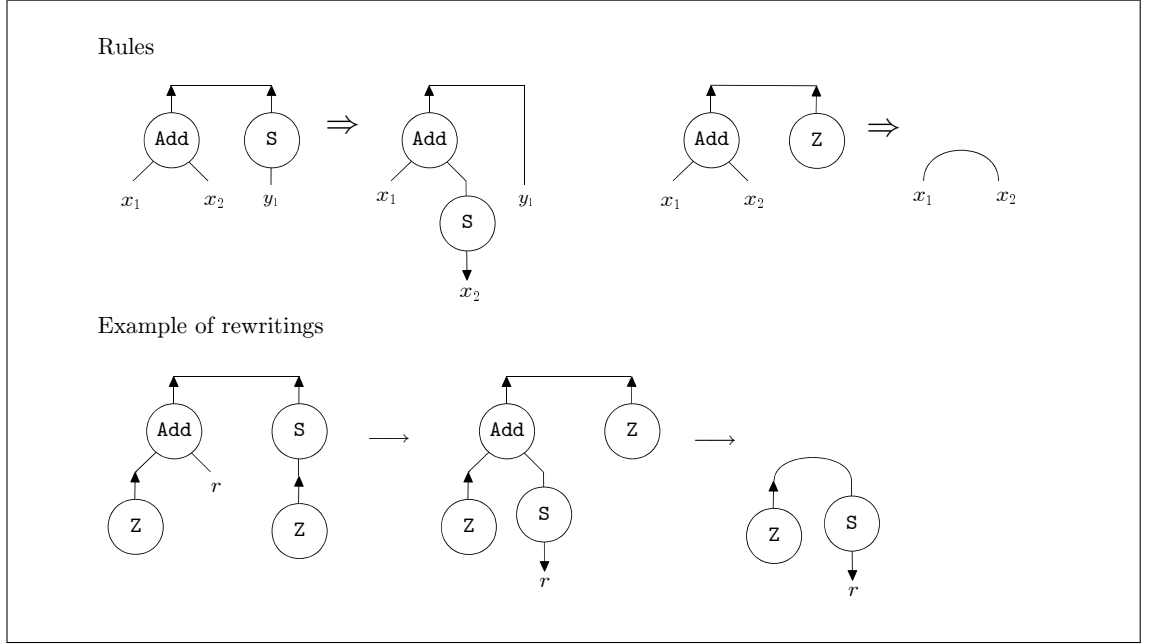 Rules
Add S ⇒ Add Add Z ⇒
x₁ x₂ y₁ x₁ S y₁ x₁ x₂ x₁ x₂
x₂
Example of rewritings
Add S → Add Z →
Z r Z Z S Z S
r r